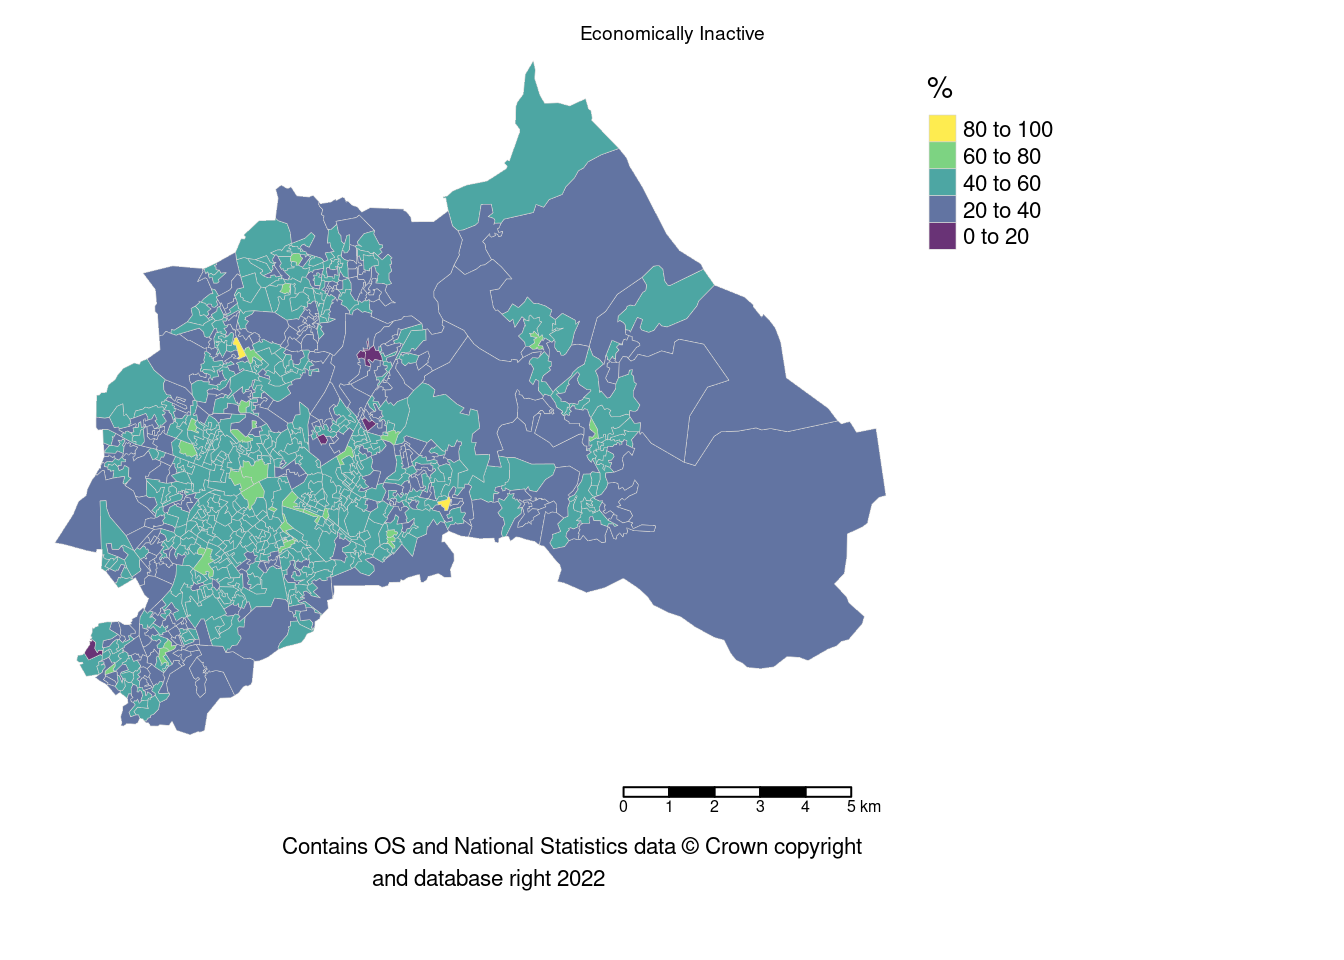 Economically Inactive
%
80 to 100
60 to 80
40 to 60
20 to 40
0 to 20
0 1 2 3 4 5 km
Contains OS and National Statistics data © Crown copyright
and database right 2022